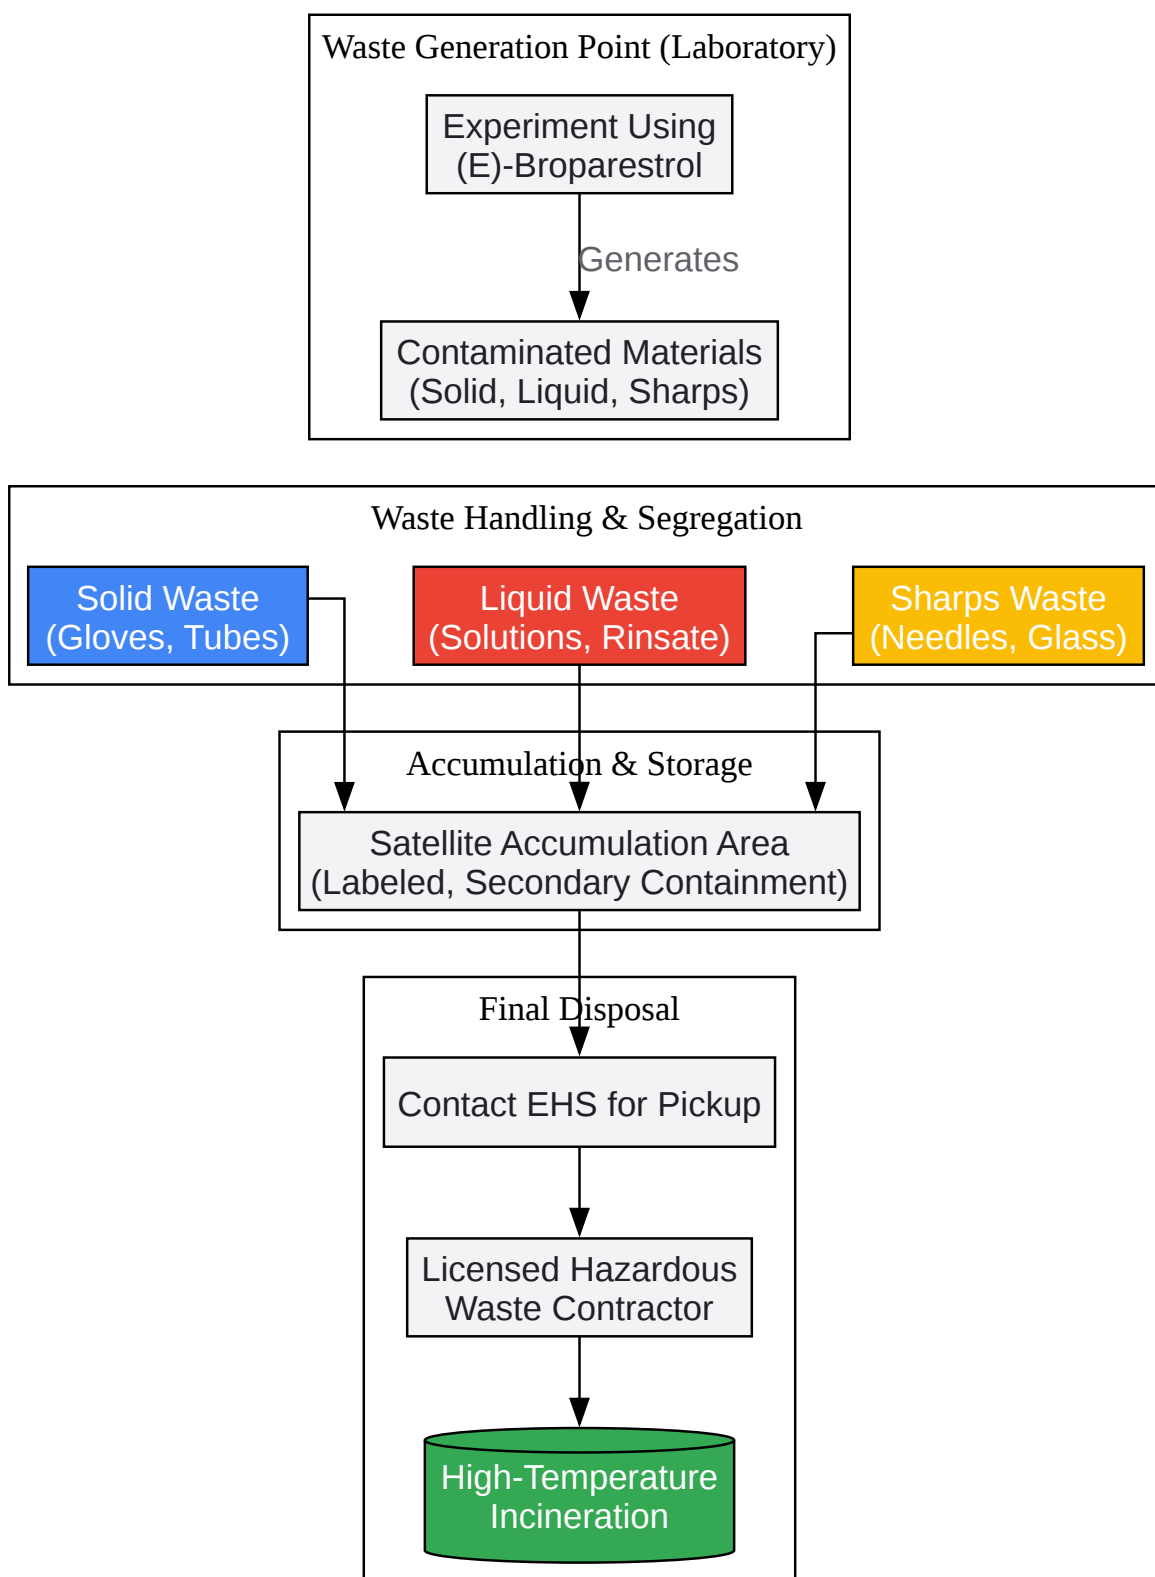 Waste Generation Point (Laboratory)
Experiment Using
(E)-Broparestrol
Generates
Contaminated Materials
(Solid, Liquid, Sharps)
Waste Handling & Segregation
Solid Waste
(Gloves, Tubes)
Liquid Waste
(Solutions, Rinsate)
Sharps Waste
(Needles, Glass)
Accumulation & Storage
Satellite Accumulation Area
(Labeled, Secondary Containment)
Final Disposal
Contact EHS for Pickup
Licensed Hazardous
Waste Contractor
High-Temperature
Incineration